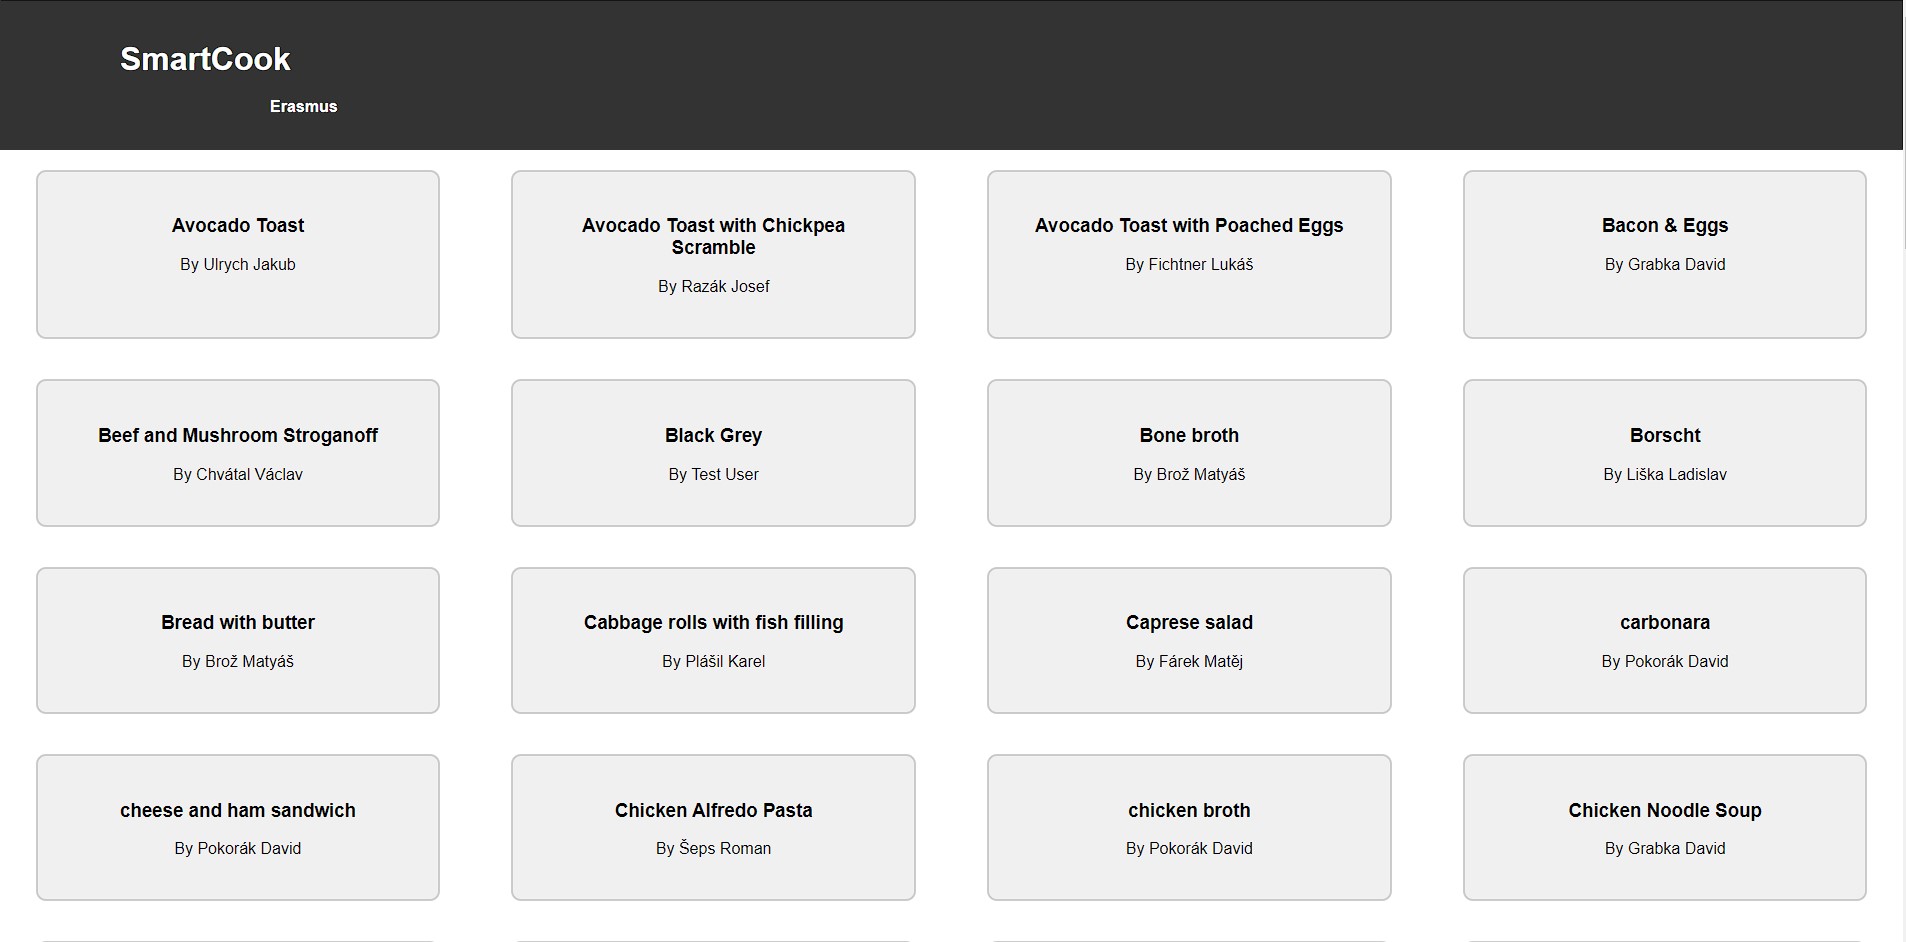 SmartCook
Erasmus
Avocado Toast
By Ulrych Jakub
Avocado Toast with Chickpea
Scramble
By Razák Josef
Avocado Toast with Poached Eggs
By Fichtner Lukáš
Bacon & Eggs
By Grabka David
Beef and Mushroom Stroganoff
By Chvátal Václav
Black Grey
By Test User
Bone broth
By Brož Matyáš
Borscht
By Liška Ladislav
Bread with butter
By Brož Matyáš
Cabbage rolls with fish filling
By Plášil Karel
Caprese salad
By Fárek Matěj
carbonara
By Pokorák David
cheese and ham sandwich
By Pokorák David
Chicken Alfredo Pasta
By Šeps Roman
chicken broth
By Pokorák David
Chicken Noodle Soup
By Grabka David